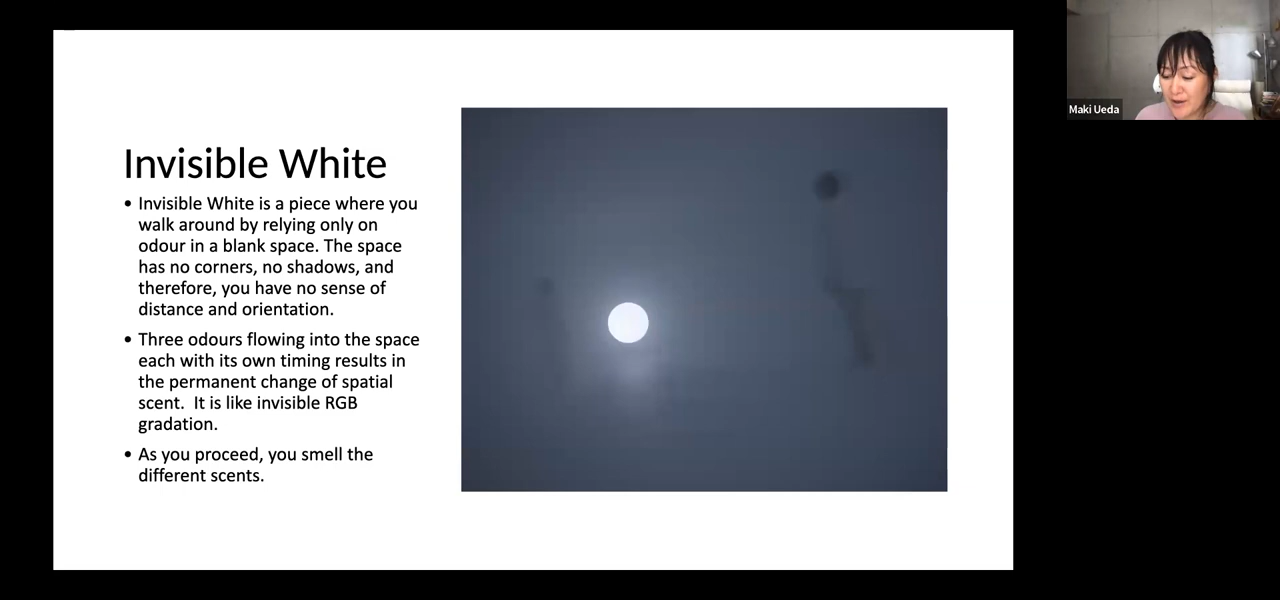 Invisible White
• Invisible White is a piece where you
walk around by relying only on
odour in a blank space. The space
has no corners, no shadows, and
therefore, you have no sense of
distance and orientation.
• Three odours flowing into the space
each with its own timing results in
the permanent change of spatial
scent.  It is like invisible RGB
gradation.
• As you proceed, you smell the
different scents.
Maki Ueda